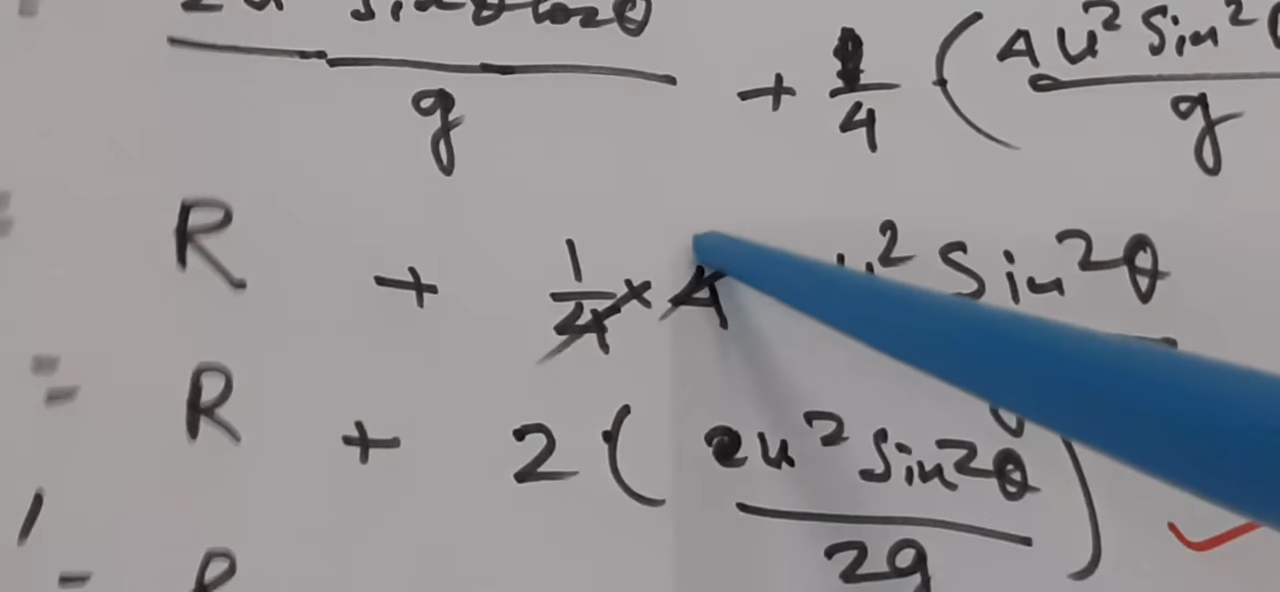 g + 1/4 ( 4u² Sin² / g
R + 1/4 × 4 u² Sin²θ
= R + 2 ( 2u² Sin²θ / 2g )